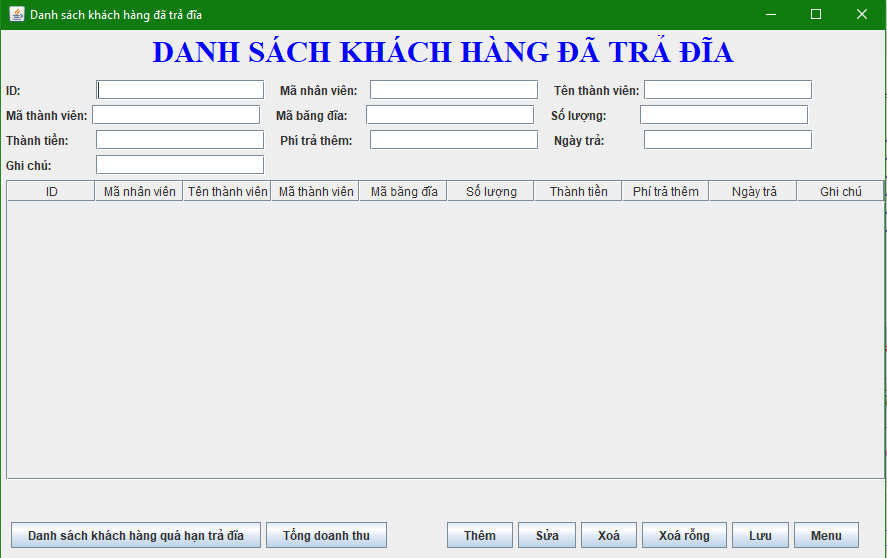 Danh sách khách hàng đã trả đĩa
DANH SÁCH KHÁCH HÀNG ĐÃ TRẢ ĐĨA
ID: Mã nhân viên: Tên thành viên:
Mã thành viên: Mã băng đĩa: Số lượng:
Thành tiền: Phí trả thêm: Ngày trả:
Ghi chú:
ID Mã nhân viên Tên thành viên Mã thành viên Mã băng đĩa Số lượng Thành tiền Phí trả thêm Ngày trả Ghi chú
Danh sách khách hàng quá hạn trả đĩa Tổng doanh thu Thêm Sửa Xoá Xoá rỗng Lưu Menu